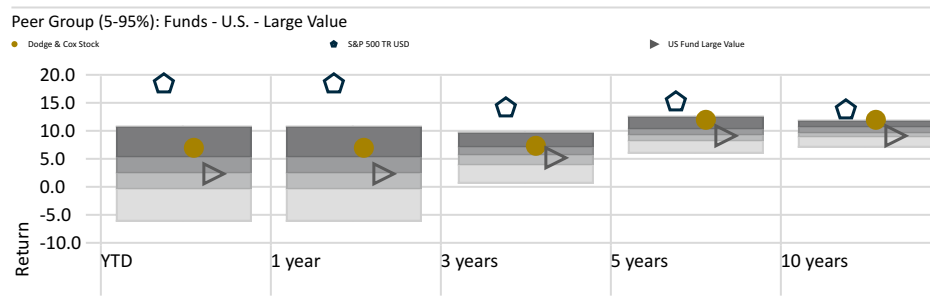 Peer Group (5-95%): Funds - U.S. - Large Value
Dodge & Cox Stock S&P 500 TR USD US Fund Large Value
20.0
15.0
10.0
5.0
0.0
-5.0
-10.0
Return
YTD 1 year 3 years 5 years 10 years